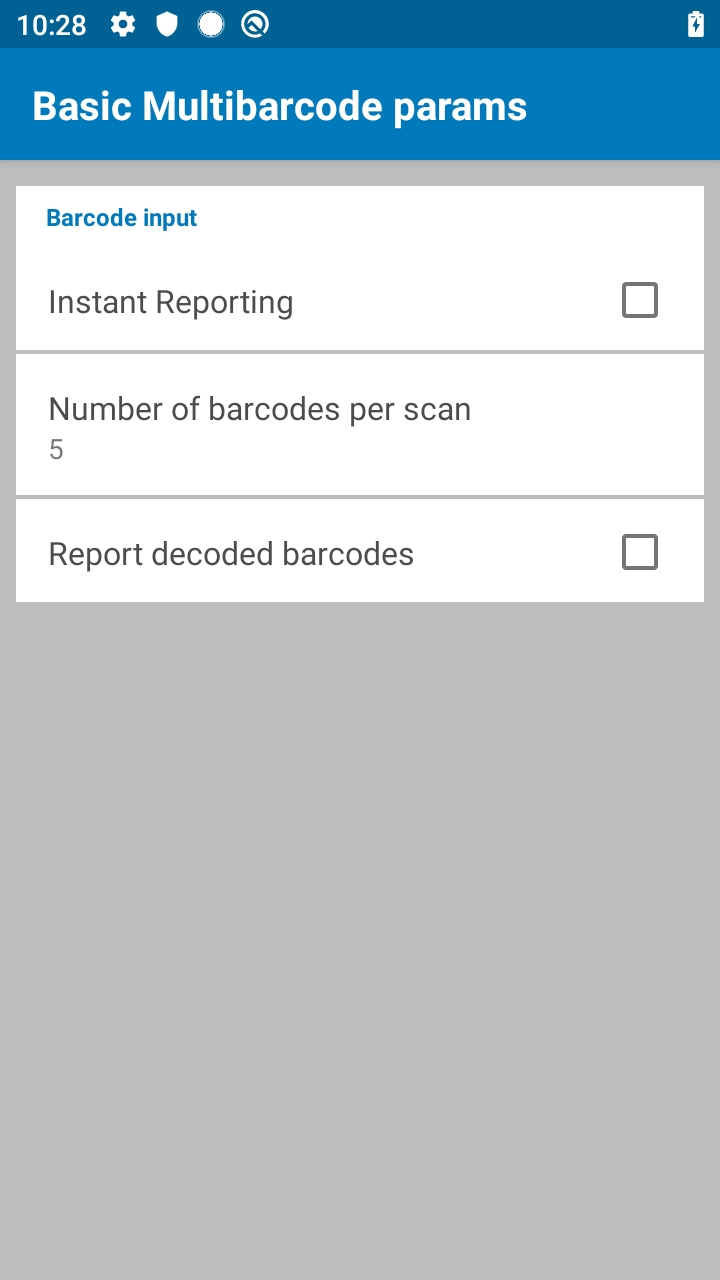 10:28
Basic Multibarcode params
Barcode input
Instant Reporting
Number of barcodes per scan
5
Report decoded barcodes